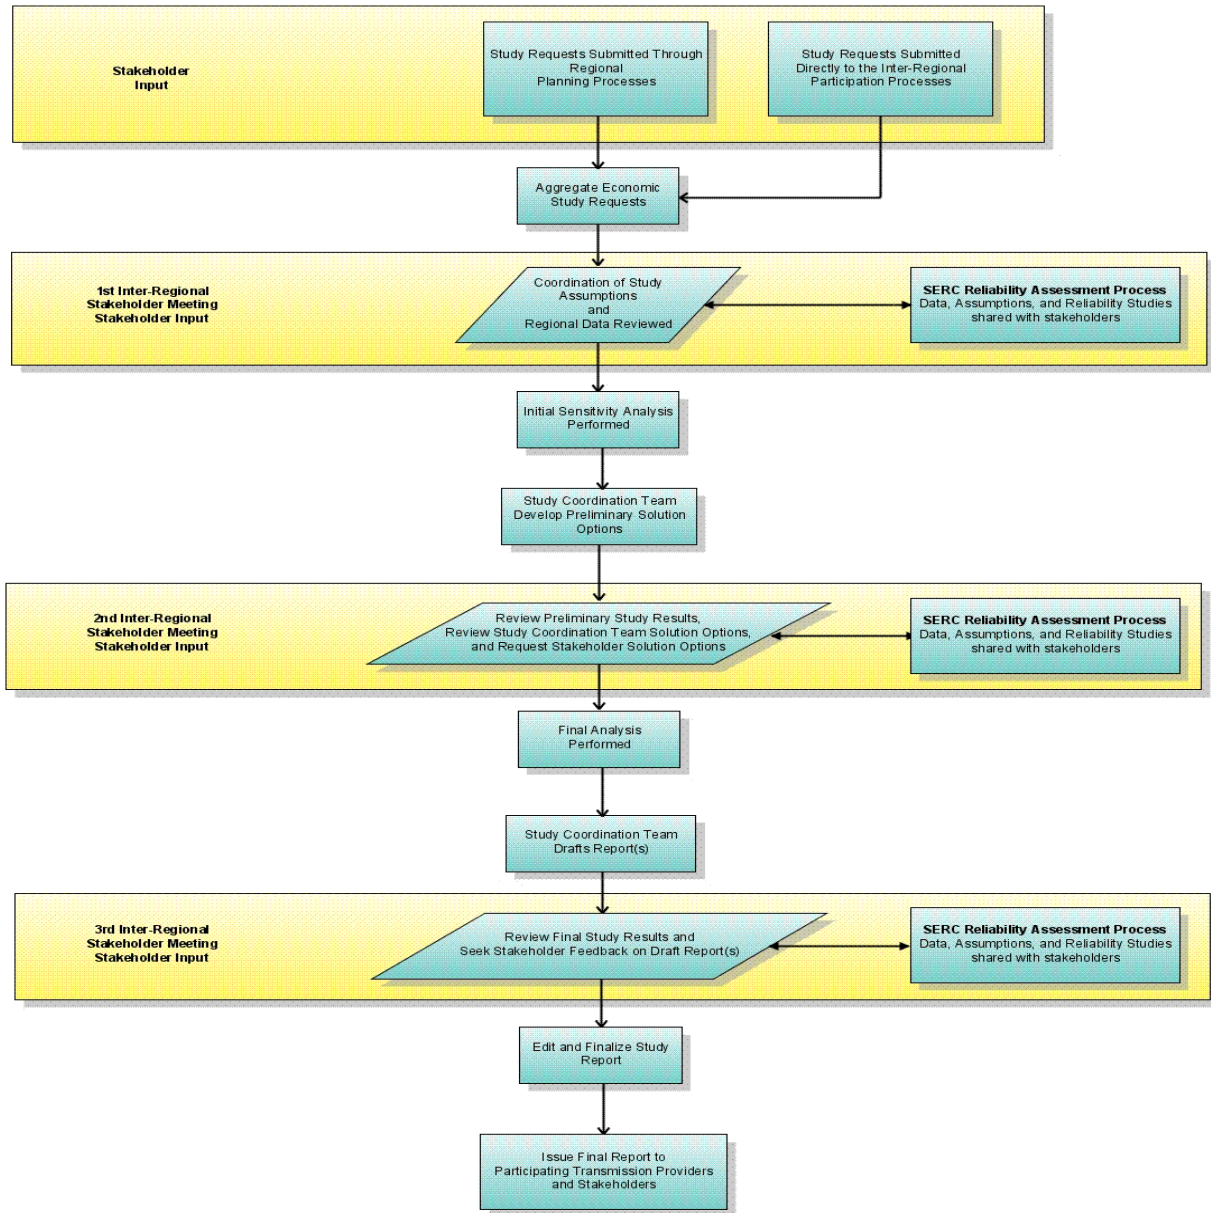 Stakeholder
Input
Study Requests Submitted Through
Regional
Planning Processes
Study Requests Submitted
Directly to the Inter-Regional
Participation Processes
Aggregate Economic
Study Requests
1st Inter-Regional
Stakeholder Meeting
Stakeholder Input
Coordination of Study
Assumptions
and
Regional Data Reviewed
SERC Reliability Assessment Process
Data, Assumptions, and Reliability Studies
shared with stakeholders
Initial Sensitivity Analysis
Performed
Study Coordination Team
Develop Preliminary Solution
Options
2nd Inter-Regional
Stakeholder Meeting
Stakeholder Input
Review Preliminary Study Results,
Review Study Coordination Team Solution Options,
and Request Stakeholder Solution Options
SERC Reliability Assessment Process
Data, Assumptions, and Reliability Studies
shared with stakeholders
Final Analysis
Performed
Study Coordination Team
Drafts Report(s)
3rd Inter-Regional
Stakeholder Meeting
Stakeholder Input
Review Final Study Results and
Seek Stakeholder Feedback on Draft Report(s)
SERC Reliability Assessment Process
Data, Assumptions, and Reliability Studies
shared with stakeholders
Edit and Finalize Study
Report
Issue Final Report to
Participating Transmission Providers
and Stakeholders